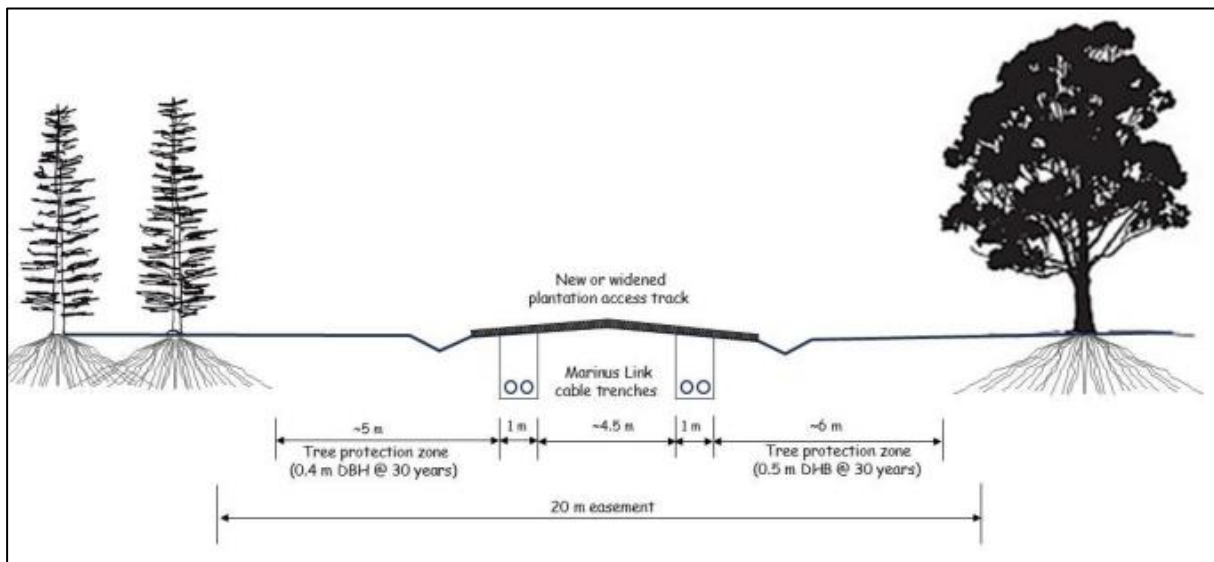 New or widened
plantation access track
Marinus Link
cable trenches
~5 m
1 m
~4.5 m
1 m
~6 m
Tree protection zone
(0.4 m DBH @ 30 years)
Tree protection zone
(0.5 m DHB @ 30 years)
20 m easement